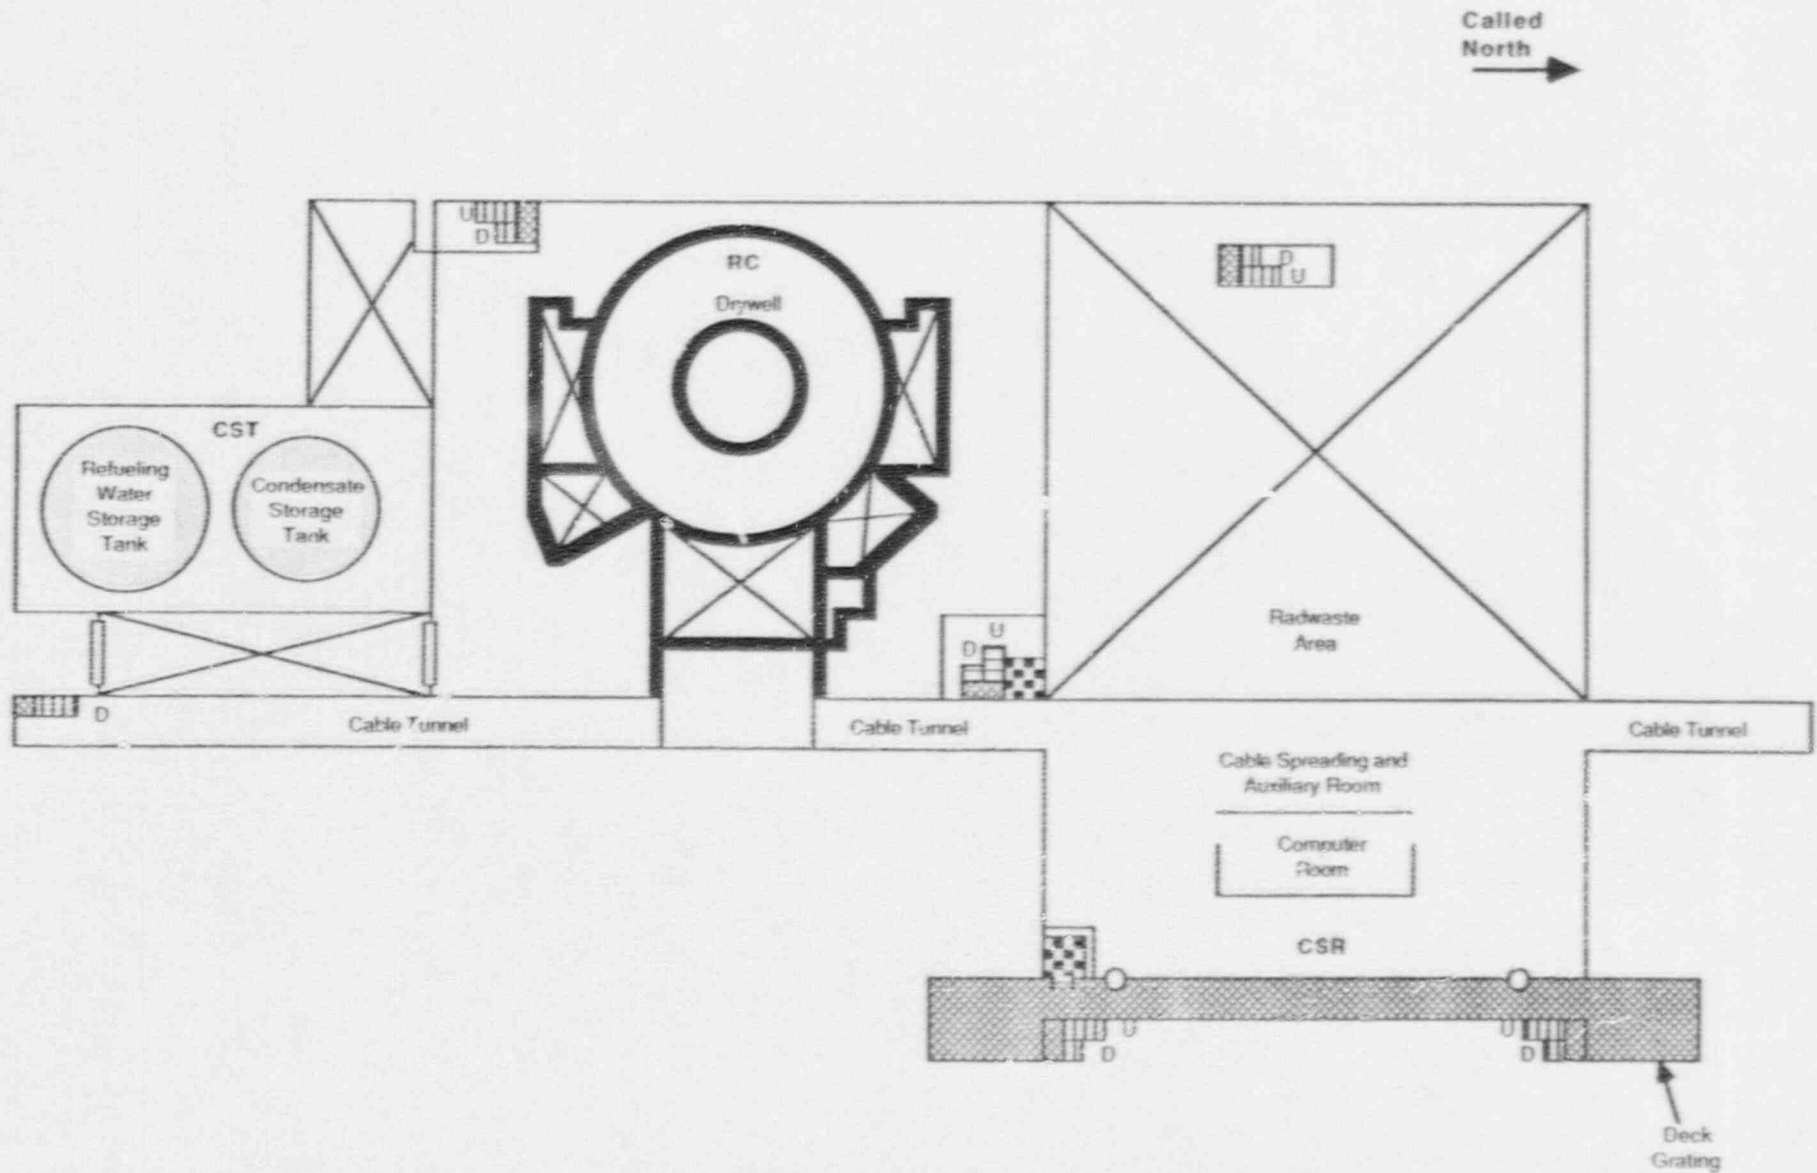 Called
North
U
D
RC
Drywell
D
U
CST
Refueling
Water
Storage
Tank
Condensate
Storage
Tank
Radwaste
Area
U
D
D
Cable Tunnel
Cable Tunnel
Cable Tunnel
Cable Spreading and
Auxiliary Room
Computer
Room
CSR
U
D
U
D
Deck
Grating